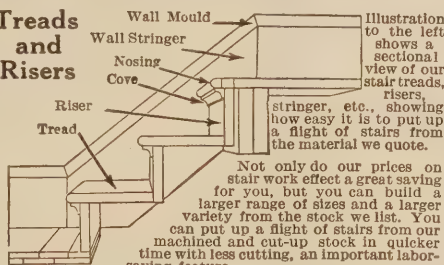 Treads
and
Risers
Wall Mould
Wall Stringer
Nosing
Cove
Riser
Tread
Illustration
to the left
shows a
sectional
view of our
stair treads,
risers,
stringer, etc., showing
how easy it is to put up
a flight of stairs from
the material we quote.
Not only do our prices on
stair work effect a great saving
for you, but you can build a
larger range of sizes and a larger
variety from the stock we list. You
can put up a flight of stairs from our
machined and cut-up stock in quicker
time with less cutting, an important labor-
saving feature.